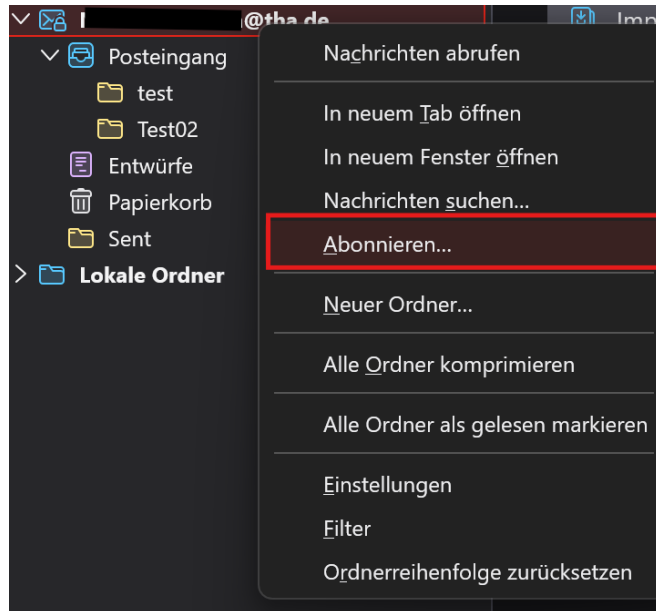 @tha.de
Posteingang
test
Test02
Entwürfe
Papierkorb
Sent
Lokale Ordner
Imp
Nachrichten abrufen
In neuem Tab öffnen
In neuem Fenster öffnen
Nachrichten suchen...
Abonnieren...
Neuer Ordner...
Alle Ordner komprimieren
Alle Ordner als gelesen markieren
Einstellungen
Filter
Ordnerreihenfolge zurücksetzen